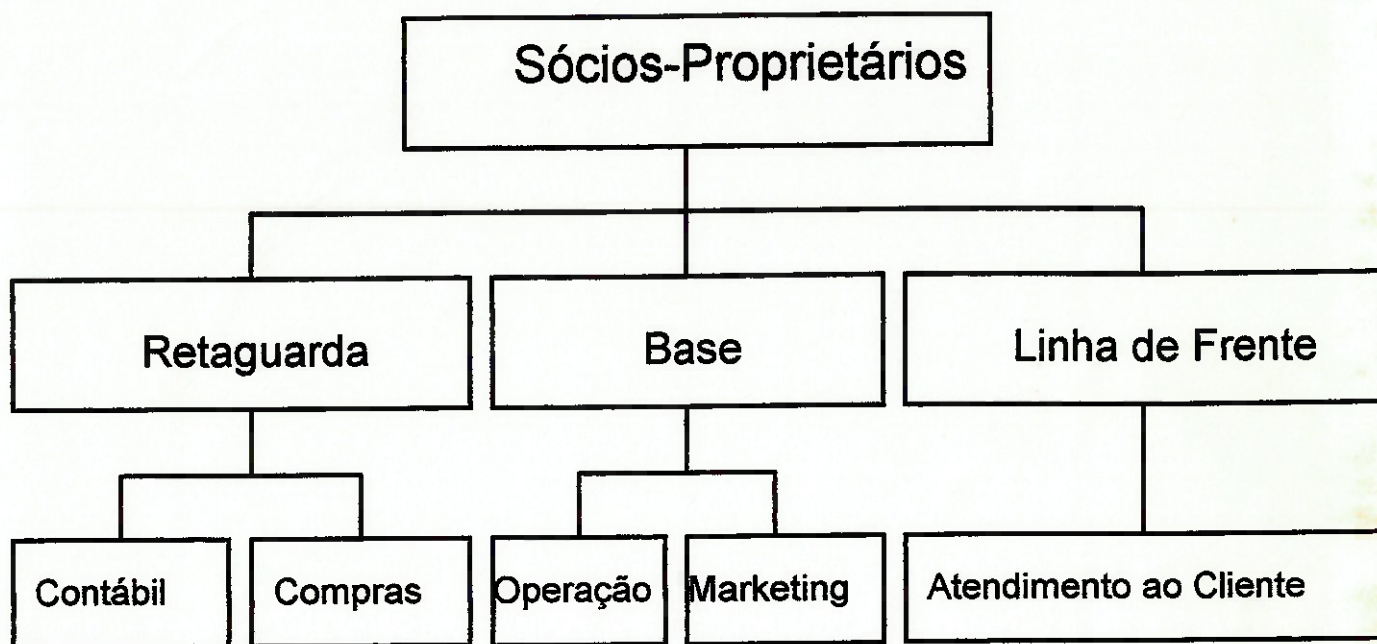 Sócios-Proprietários
Retaguarda
Base
Linha de Frente
Contábil
Compras
Operação
Marketing
Atendimento ao Cliente